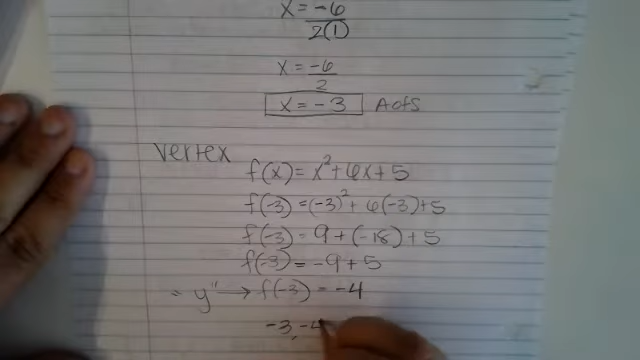 x = -6
2(1)
x = -6
2
x = -3 AofS
Vertex
f(x) = x² + 6x + 5
f(-3) = (-3)² + 6(-3) + 5
f(-3) = 9 + (-18) + 5
f(-3) = -9 + 5
"y" → f(-3) = -4
-3, -4